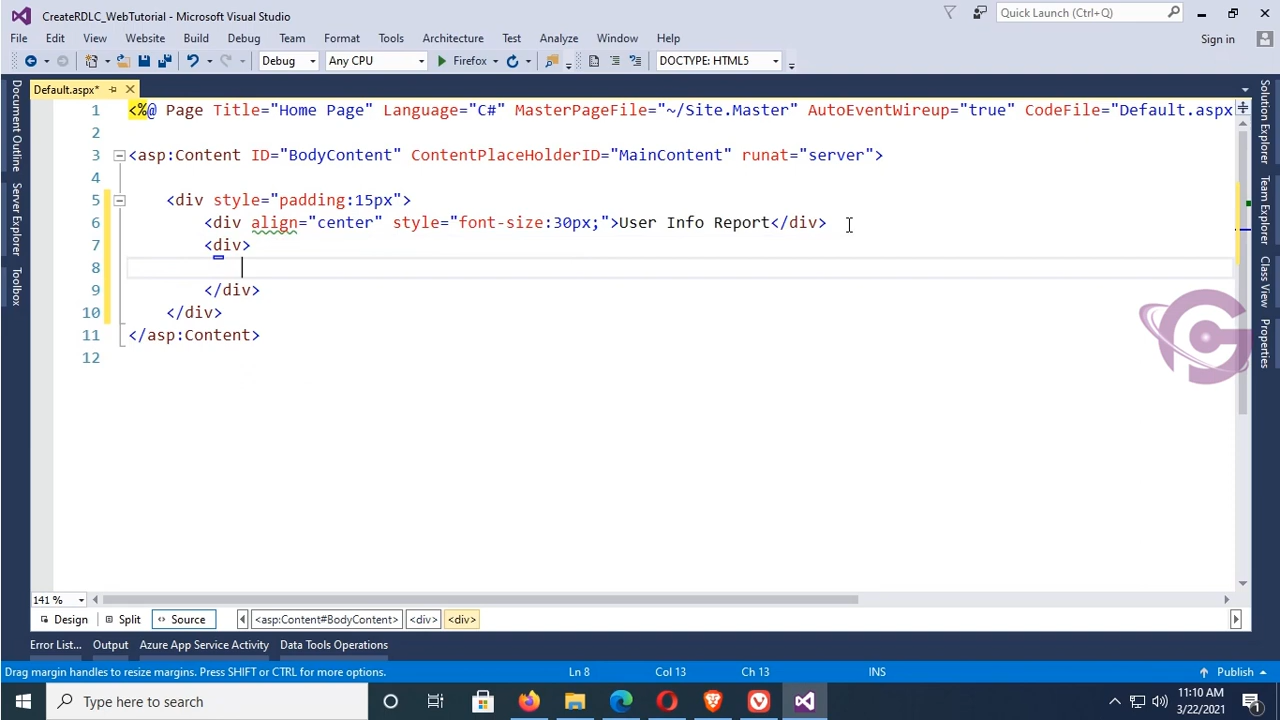 CreateRDLC_WebTutorial - Microsoft Visual Studio
Quick Launch (Ctrl+Q)
File Edit View Website Build Debug Team Format Tools Architecture Test Analyze Window Help
Sign in
Debug Any CPU Firefox DOCTYPE: HTML5
Default.aspx*
Document Outline
Server Explorer
Toolbox
Solution Explorer
Team Explorer
Class View
Properties
1 <%@ Page Title="Home Page" Language="C#" MasterPageFile="~/Site.Master" AutoEventWireup="true" CodeFile="Default.aspx
2
3 <asp:Content ID="BodyContent" ContentPlaceHolderID="MainContent" runat="server">
4
5 <div style="padding:15px">
6 <div align="center" style="font-size:30px;">User Info Report</div>
7 <div>
8
9 </div>
10 </div>
11 </asp:Content>
12
141 %
Design Split Source <asp:Content#BodyContent> <div> <div>
Error List... Output Azure App Service Activity Data Tools Operations
Drag margin handles to resize margins. Press SHIFT or CTRL for more options. Ln 8 Col 13 Ch 13 INS Publish
Type here to search
11:10 AM
3/22/2021